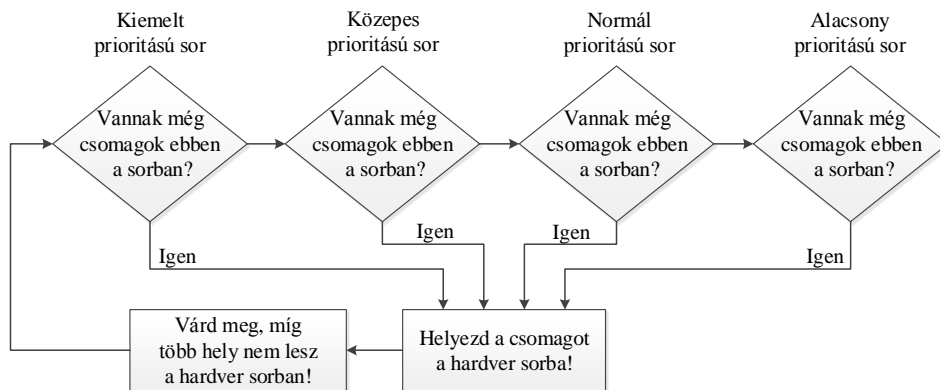 Kiemelt
prioritású sor
Közepes
prioritású sor
Normál
prioritású sor
Alacsony
prioritású sor
Vannak még
csomagok ebben
a sorban?
Vannak még
csomagok ebben
a sorban?
Vannak még
csomagok ebben
a sorban?
Vannak még
csomagok ebben
a sorban?
Igen
Igen
Igen
Igen
Várd meg, míg
több hely nem lesz
a hardver sorban!
Helyezd a csomagot
a hardver sorba!